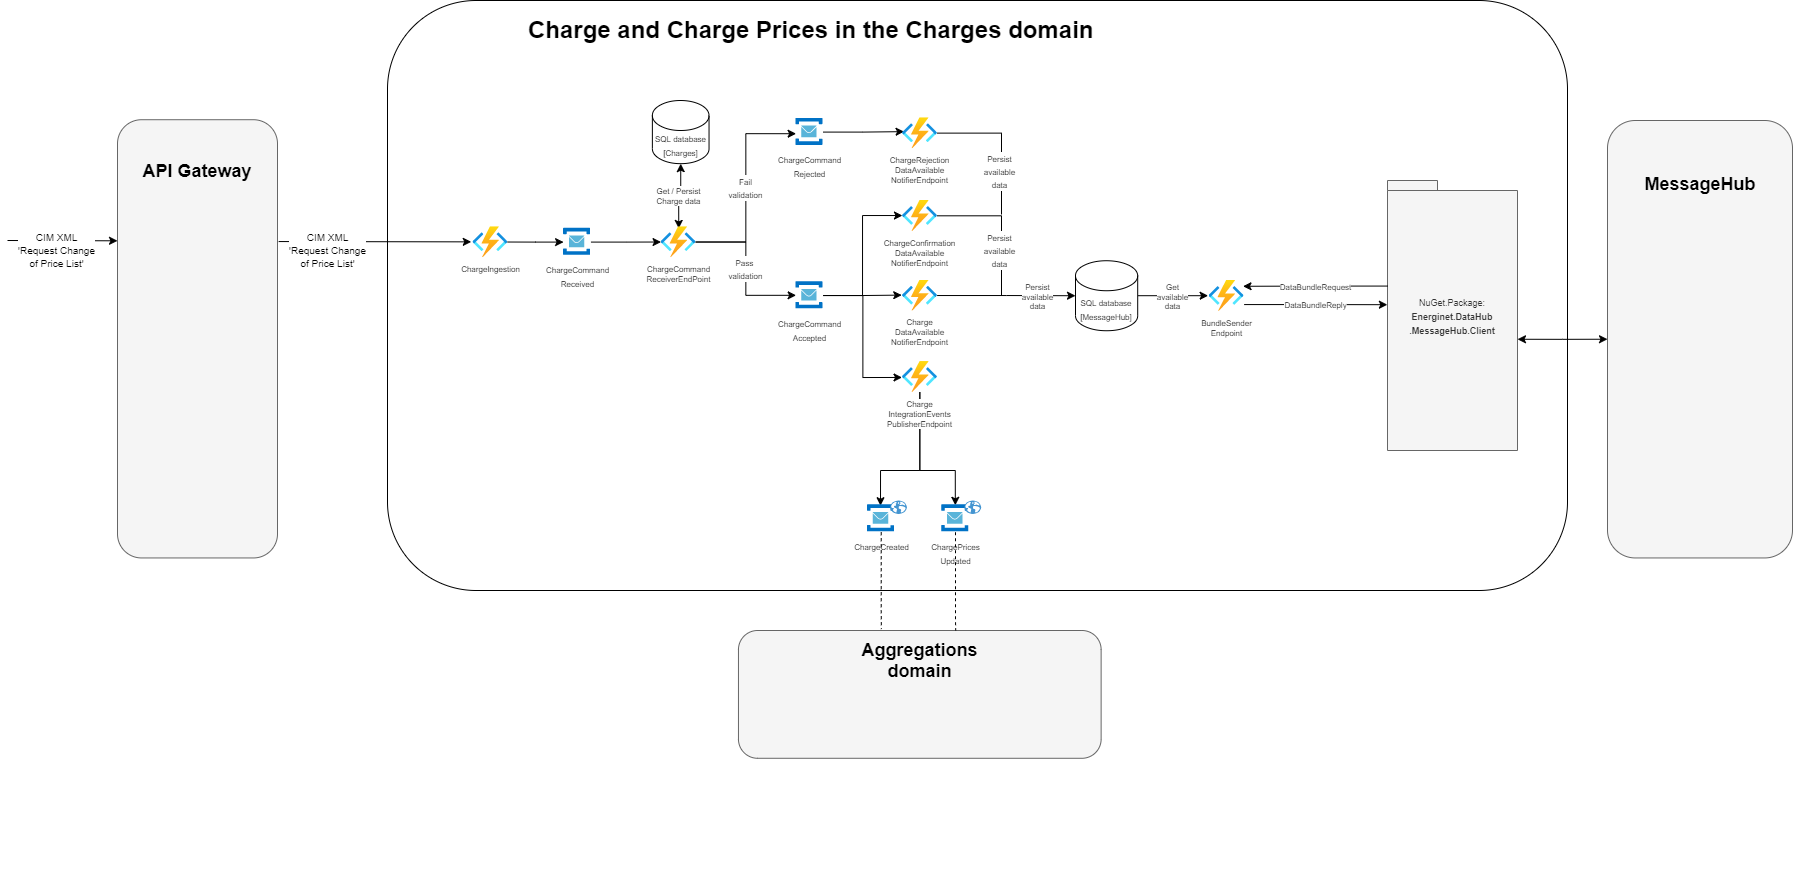 Charge and Charge Prices in the Charges domain
API Gateway
MessageHub
CIM XML
'Request Change
of Price List'
CIM XML
'Request Change
of Price List'
ChargeIngestion
ChargeCommand
Received
SQL database
[Charges]
Get / Persist
Charge data
ChargeCommand
ReceiverEndPoint
Fail
validation
Pass
validation
ChargeCommand
Rejected
ChargeCommand
Accepted
ChargeRejection
DataAvailable
NotifierEndpoint
ChargeConfirmation
DataAvailable
NotifierEndpoint
Charge
DataAvailable
NotifierEndpoint
Charge
IntegrationEvents
PublisherEndpoint
Persist
available
data
Persist
available
data
Persist
available
data
SQL database
[MessageHub]
Get
available
data
BundleSender
Endpoint
DataBundleRequest
DataBundleReply
NuGet.Package:
Energinet.DataHub
.MessageHub.Client
ChargeCreated
ChargePrices
Updated
Aggregations
domain